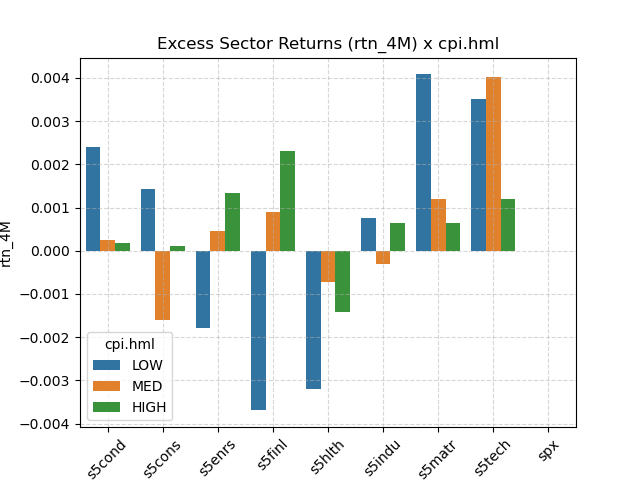 Excess Sector Returns (rtn_4M) x cpi.hml
rtn_4M
0.004
0.003
0.002
0.001
0.000
−0.001
−0.002
−0.003
−0.004
cpi.hml
LOW
MED
HIGH
s5cond
s5cons
s5enrs
s5finl
s5hlth
s5indu
s5matr
s5tech
spx